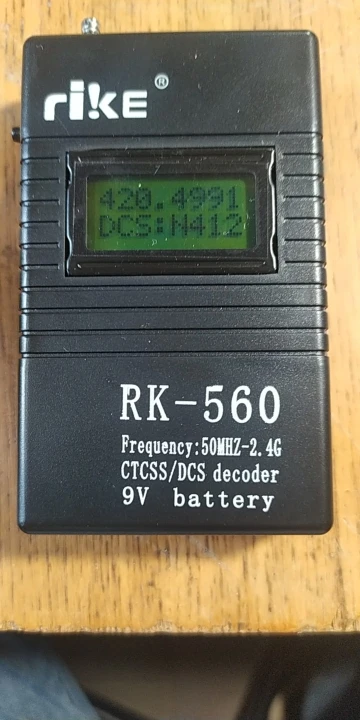 rikE ®
420.4991
DCS:N412
RK-560
Frequency:50MHZ-2.4G
CTCSS/DCS decoder
9V battery